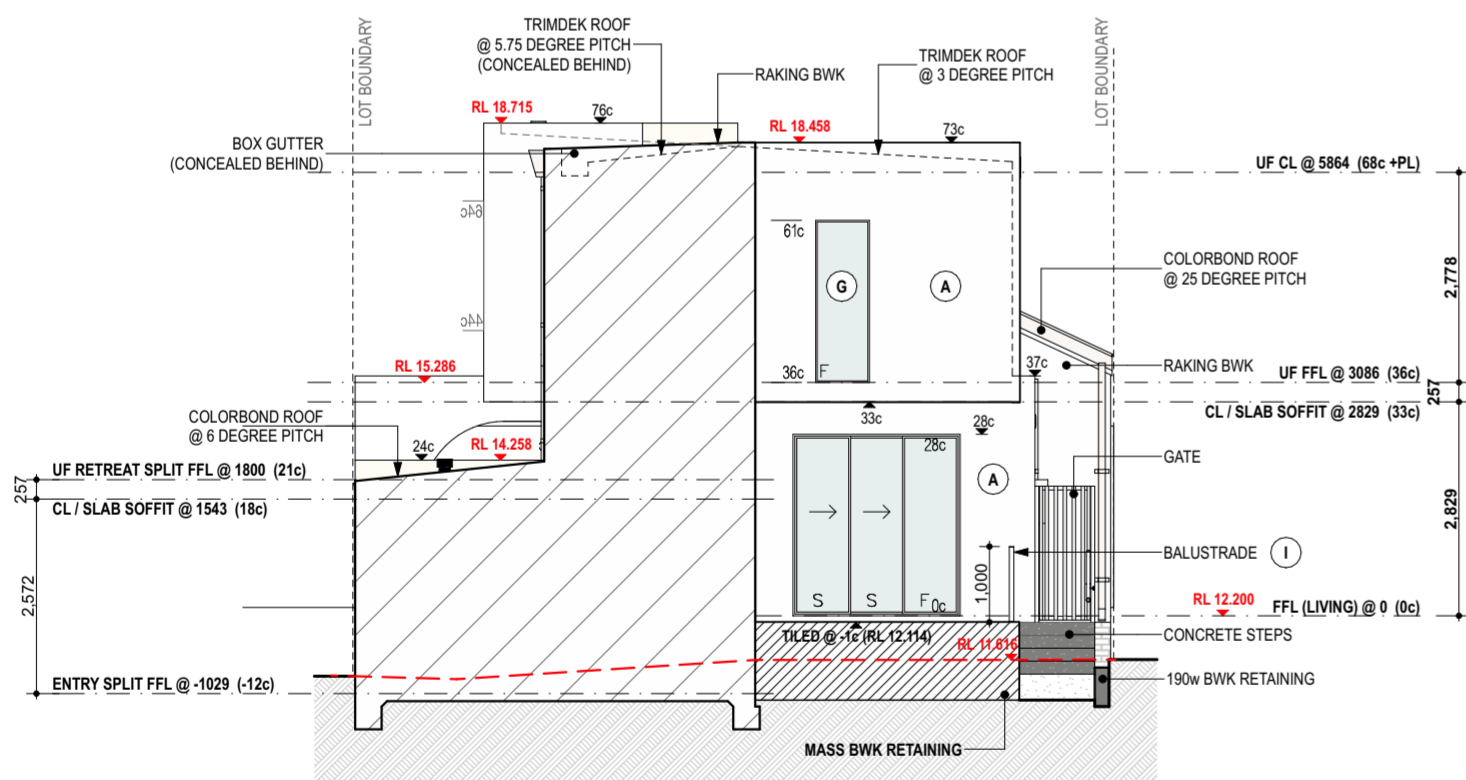 LOT BOUNDARY
TRIMDEK ROOF
@ 5.75 DEGREE PITCH
(CONCEALED BEHIND)
RAKING BWK
TRIMDEK ROOF
@ 3 DEGREE PITCH
LOT BOUNDARY
RL 18.715
76c
RL 18.458
73c
BOX GUTTER
(CONCEALED BEHIND)
UF CL @ 5864 (68c +PL)
64c
61c
G
A
COLORBOND ROOF
@ 25 DEGREE PITCH
2,778
44c
RL 15.286
36c
F
37c
RAKING BWK
UF FFL @ 3086 (36c)
257
CL / SLAB SOFFIT @ 2829 (33c)
COLORBOND ROOF
@ 6 DEGREE PITCH
24c
RL 14.258
33c
28c
28c
GATE
UF RETREAT SPLIT FFL @ 1800 (21c)
257
CL / SLAB SOFFIT @ 1543 (18c)
A
2,829
2,572
1,000
BALUSTRADE
I
S
S
F
0c
RL 12.200
FFL (LIVING) @ 0 (0c)
TILED @ -1c (RL 12.114)
RL 11.616
CONCRETE STEPS
ENTRY SPLIT FFL @ -1029 (-12c)
190w BWK RETAINING
MASS BWK RETAINING